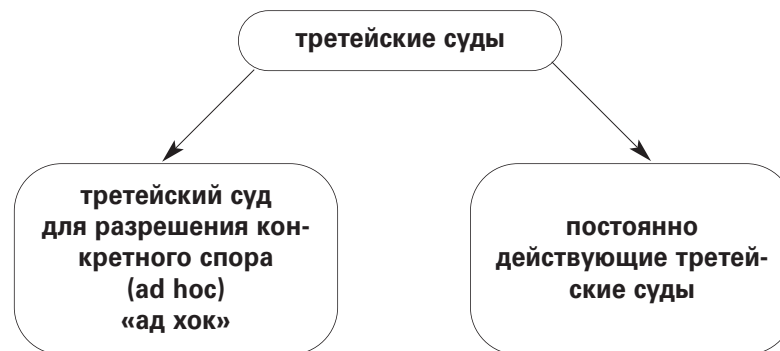 третейские суды
третейский суд
для разрешения кон-
кретного спора
(ad hoc)
«ад хок»
постоянно
действующие третей-
ские суды